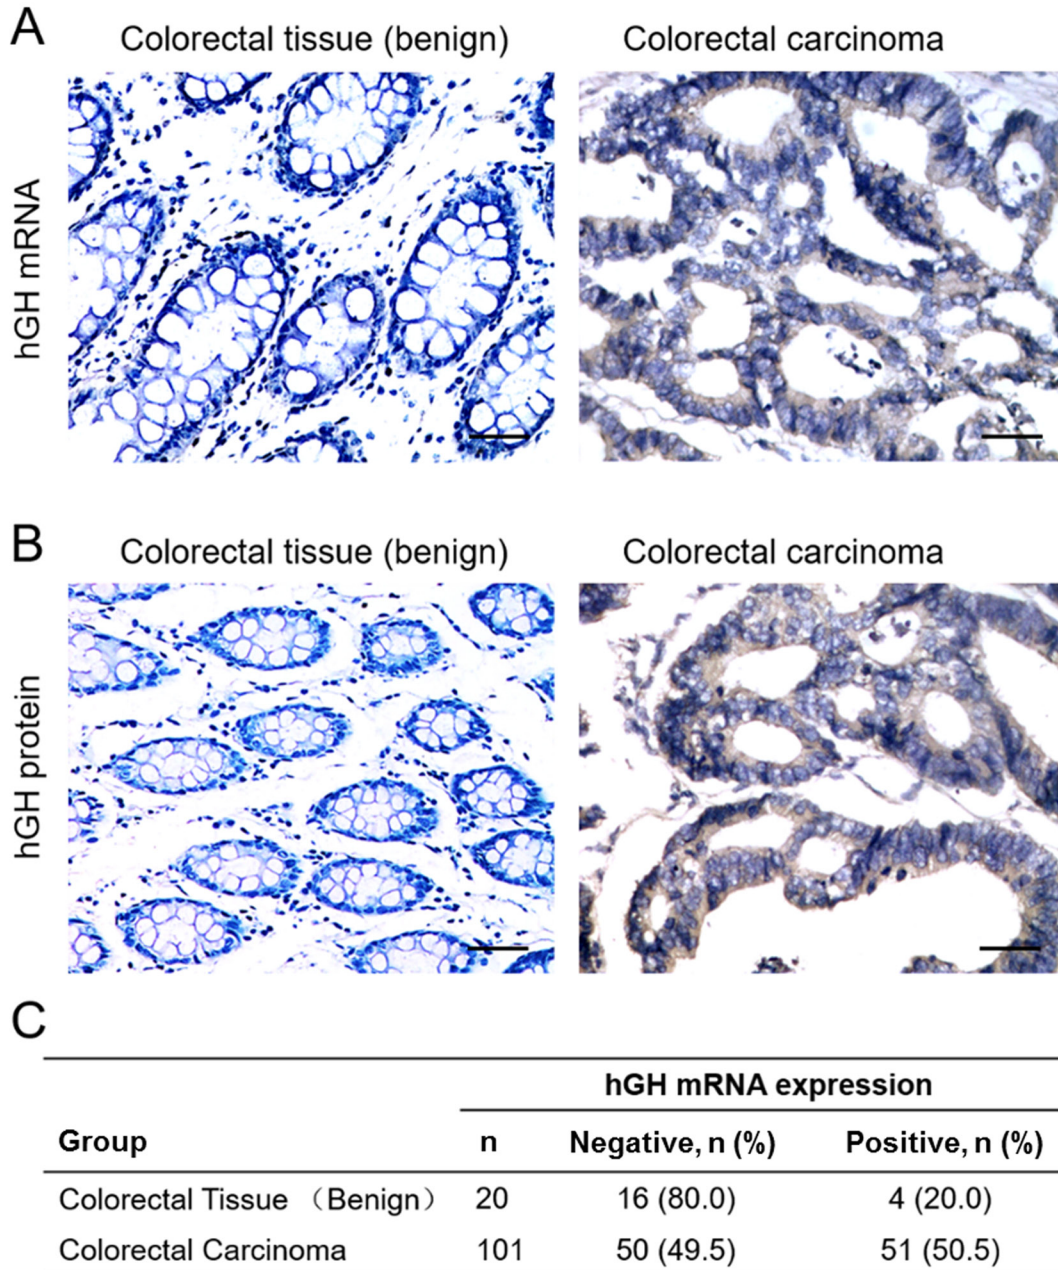 A
Colorectal tissue (benign) Colorectal carcinoma
hGH mRNA
B
Colorectal tissue (benign) Colorectal carcinoma
hGH protein
C
hGH mRNA expression
Group n Negative, n (%) Positive, n (%)
Colorectal Tissue （Benign） 20 16 (80.0) 4 (20.0)
Colorectal Carcinoma 101 50 (49.5) 51 (50.5)